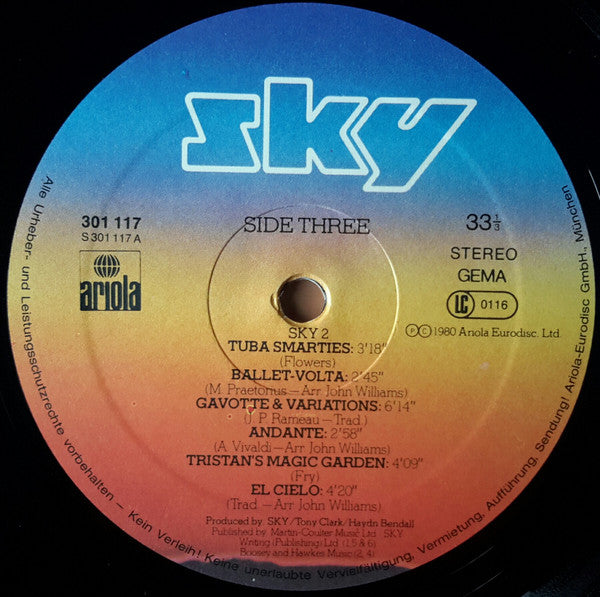 sky
301 117
S 301 117 A
SIDE THREE
33 1/3
ariola
STEREO
GEMA
LC 0116
ⓅⒸ 1980 Ariola Eurodisc. Ltd.
SKY 2
TUBA SMARTIES: 3'18"
(Flowers)
BALLET-VOLTA: 2'45"
(M. Praetorius–Arr John Williams)
GAVOTTE & VARIATIONS: 6'14"
(J. P. Rameau–Trad.)
ANDANTE: 2'58"
(A. Vivaldi–Arr John Williams)
TRISTAN'S MAGIC GARDEN: 4'09"
(Fry)
EL CIELO: 4'20"
(Trad.–Arr John Williams)
Produced by SKY/Tony Clark/Haydn Bendall
Published by Martin-Coulter Music Ltd SKY
Writing (Publishing) Ltd (1.5 & 6)
Boosey and Hawkes Music (2, 4)
Alle Urheber- und Leistungsschutzrechte vorbehalten – Kein Verleih! Keine unerlaubte Vervielfältigung, Vermietung, Aufführung, Sendung! Ariola-Eurodisc GmbH., München